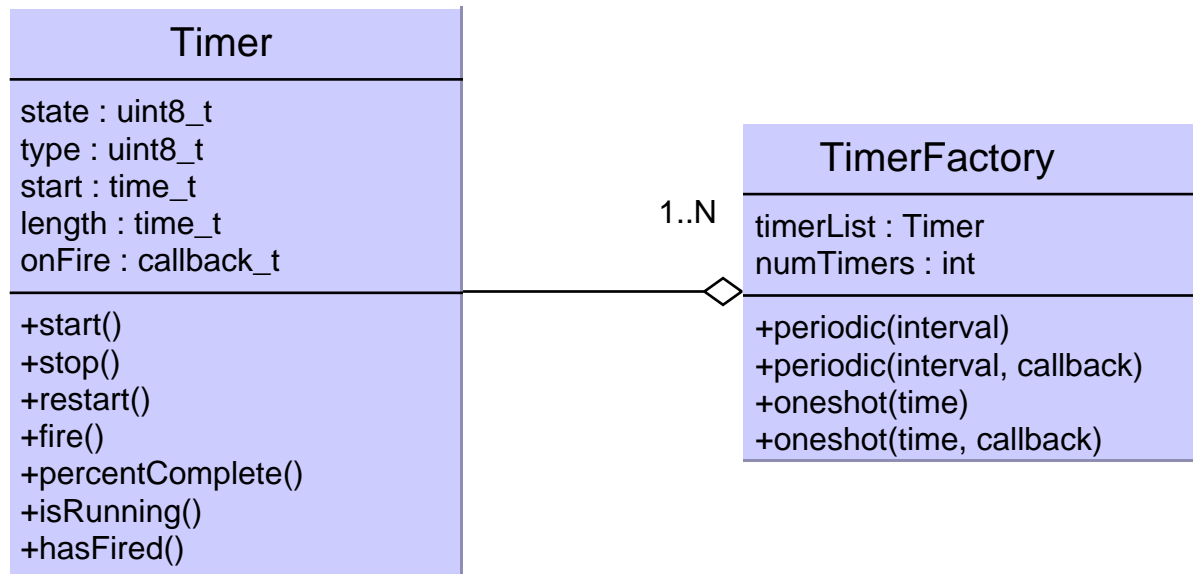 Timer
state : uint8_t
type : uint8_t
start : time_t
length : time_t
onFire : callback_t
+start()
+stop()
+restart()
+fire()
+percentComplete()
+isRunning()
+hasFired()
1..N
TimerFactory
timerList : Timer
numTimers : int
+periodic(interval)
+periodic(interval, callback)
+oneshot(time)
+oneshot(time, callback)